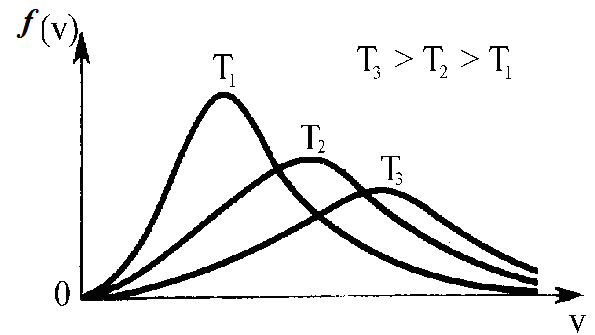 f(v)
T₃ > T₂ > T₁
T₁
T₂
T₃
0
v